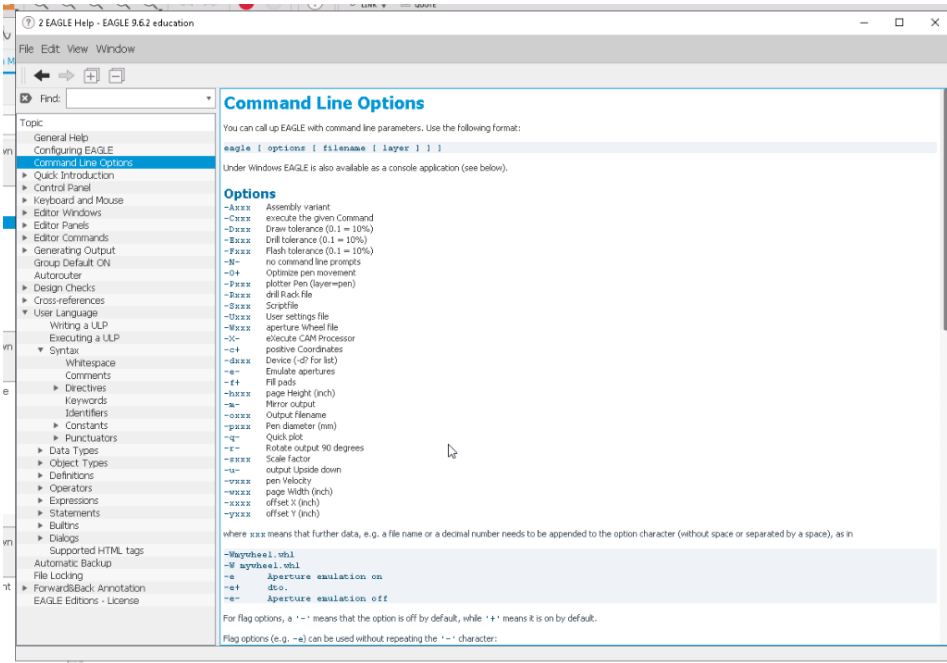 LINK
QUOTE
2 EAGLE Help - EAGLE 9.6.2 education
File Edit View Window
Find:
Topic
General Help
Configuring EAGLE
Command Line Options
Quick Introduction
Control Panel
Keyboard and Mouse
Editor Windows
Editor Panels
Editor Commands
Generating Output
Group Default ON
Autorouter
Design Checks
Cross-references
User Language
Writing a ULP
Executing a ULP
Syntax
Whitespace
Comments
Directives
Keywords
Identifiers
Constants
Punctuators
Data Types
Object Types
Definitions
Operators
Expressions
Statements
Builtins
Dialogs
Supported HTML tags
Automatic Backup
File Locking
Forward&Back Annotation
EAGLE Editions - License
Command Line Options
You can call up EAGLE with command line parameters. Use the following format:
eagle [ options [ filename [ layer ] ] ]
Under Windows EAGLE is also available as a console application (see below).
Options
-Axxx Assembly variant
-Cxxx execute the given Command
-Dxxx Draw tolerance (0.1 = 10%)
-Exxx Drill tolerance (0.1 = 10%)
-Fxxx Flash tolerance (0.1 = 10%)
-N- no command line prompts
-O+ Optimize pen movement
-Pxxx plotter Pen (layer=pen)
-Rxxx drill Rack file
-Sxxx Scriptfile
-Uxxx User settings file
-Wxxx aperture Wheel file
-X- eXecute CAM Processor
-c+ positive Coordinates
-dxxx Device (-d? for list)
-e- Emulate apertures
-f+ Fill pads
-hxxx page Height (inch)
-m- Mirror output
-oxxx Output filename
-pxxx Pen diameter (mm)
-q- Quick plot
-r- Rotate output 90 degrees
-sxxx Scale factor
-u- output Upside down
-vxxx pen Velocity
-wxxx page Width (inch)
-xxxx offset X (inch)
-yxxx offset Y (inch)
where xxx means that further data, e.g. a file name or a decimal number needs to be appended to the option character (without space or separated by a space), as in
-Wmywheel.whl
-W mywheel.whl
-e Aperture emulation on
-e+ dto.
-e- Aperture emulation off
For flag options, a '-' means that the option is off by default, while '+' means it is on by default.
Flag options (e.g. -e) can be used without repeating the '-' character: